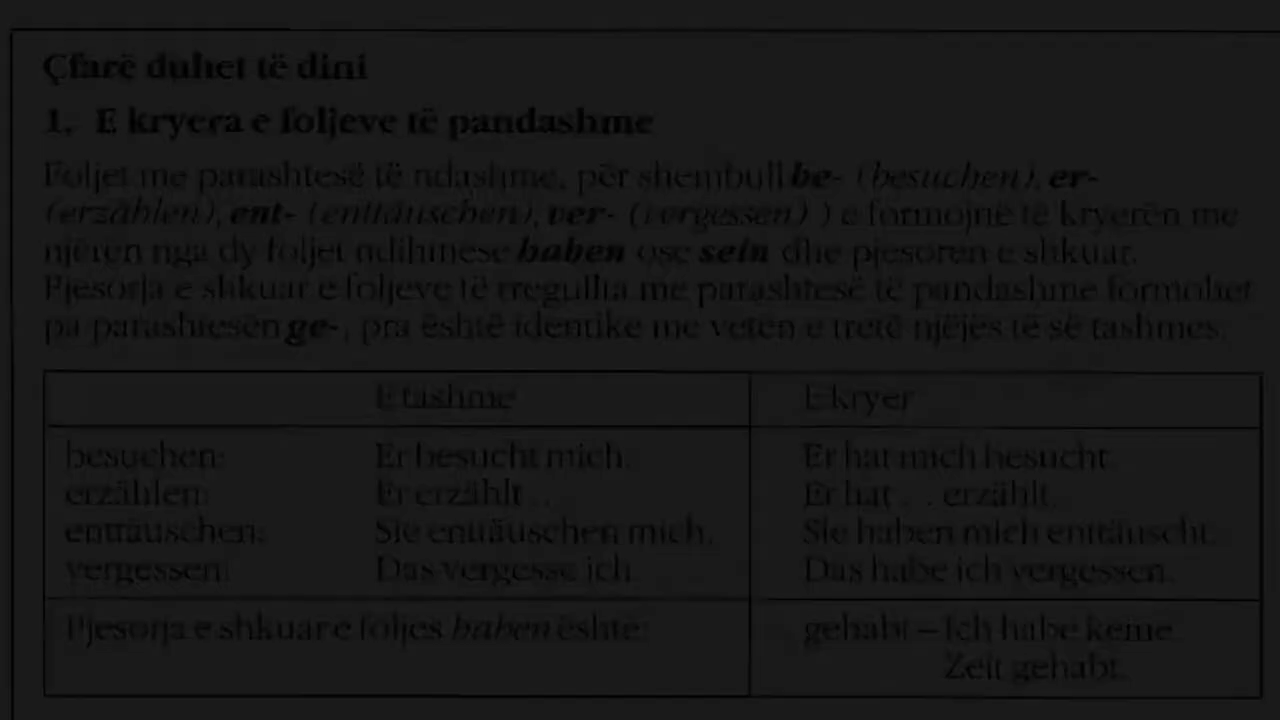 Çfarë duhet të dini
1. E kryera e foljeve të pandashme
Foljet me parashtesë të ndashme, për shembull be- (besuchen), er-
(erzählen), ent- (enttäuschen), ver- (vergessen) ) e formojnë të kryerën me
njëren nga dy foljet ndihmëse haben ose sein dhe pjesoren e shkuar.
Pjesorja e shkuar e foljeve të rregullta me parashtesë të pandashme formohet
pa parashtesën ge-, pra është identike me vetën e tretë njëjës të së tashmes.
E tashme E kryer
besuchen: Er besucht mich. Er hat mich besucht.
erzählen: Er erzählt ... Er hat ... erzählt.
enttäuschen: Sie enttäuschen mich. Sie haben mich enttäuscht.
vergessen: Das vergesse ich. Das habe ich vergessen.
Pjesorja e shkuar e foljes haben është: gehabt – Ich habe keine
Zeit gehabt.